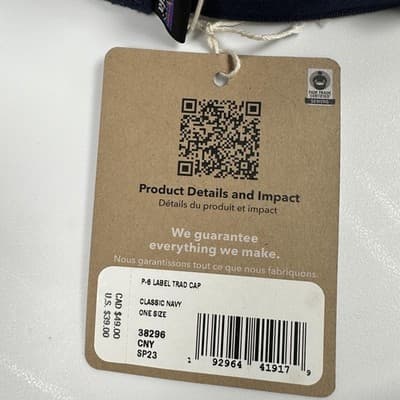 FAIR TRADE
CERTIFIED
SEWING
Product Details and Impact
Détails du produit et impact
We guarantee
everything we make.
Nous garantissons tout ce que nous fabriquons.
P-6 LABEL TRAD CAP
CLASSIC NAVY
ONE SIZE
38296
CNY
SP23
CAD $49.00
U.S. $39.00
1 92964 41917 9